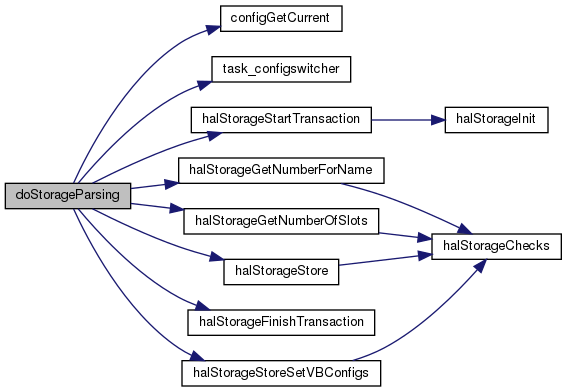 configGetCurrent
task_configswitcher
halStorageStartTransaction
halStorageInit
halStorageGetNumberForName
doStorageParsing
halStorageGetNumberOfSlots
halStorageChecks
halStorageStore
halStorageFinishTransaction
halStorageStoreSetVBConfigs